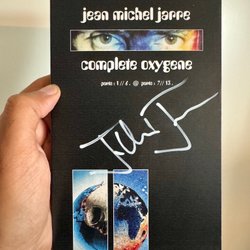 jean michel jarre
complete oxygene
parts : 1 // 6 . @ parts : 7 // 13 .